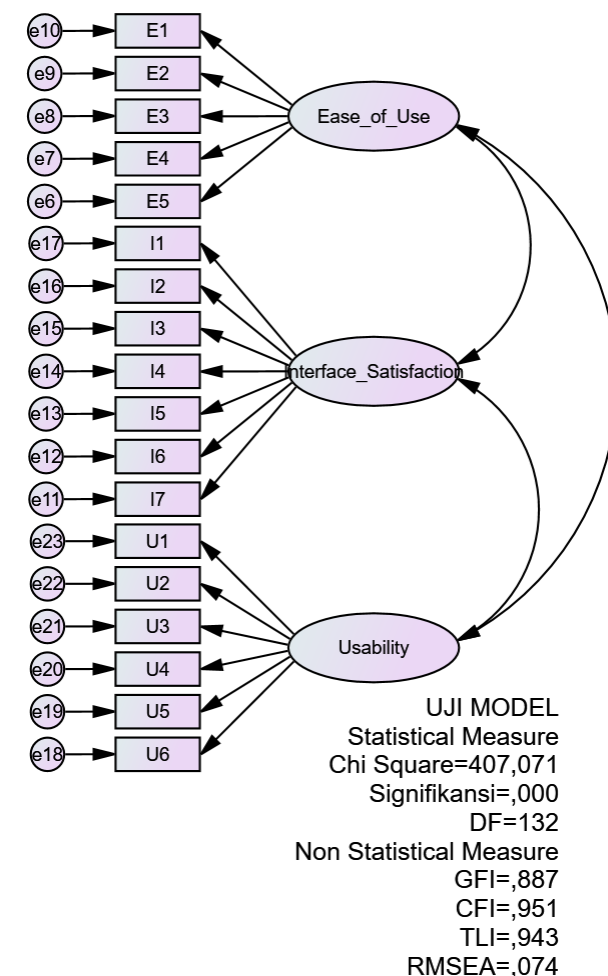 e10 E1
e9 E2
e8 E3
e7 E4
e6 E5
Ease_of_Use
e17 I1
e16 I2
e15 I3
e14 I4
e13 I5
e12 I6
e11 I7
Interface_Satisfaction
e23 U1
e22 U2
e21 U3
e20 U4
e19 U5
e18 U6
Usability
UJI MODEL
Statistical Measure
Chi Square=407,071
Signifikansi=,000
DF=132
Non Statistical Measure
GFI=,887
CFI=,951
TLI=,943
RMSEA=,074